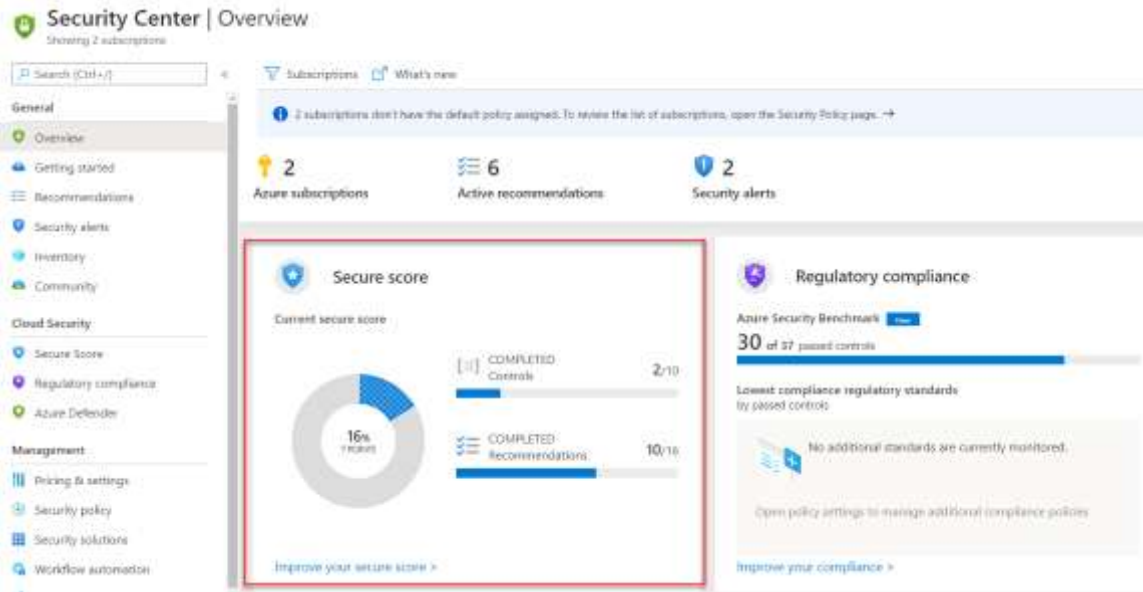 Security Center | Overview
Showing 2 subscriptions
Search (Ctrl+/)
«
Subscriptions
What's new
General
2 subscriptions don't have the default policy assigned. To review the list of subscriptions, open the Security Policy page. →
Overview
Getting started
Recommendations
Security alerts
Inventory
Community
2
Azure subscriptions
6
Active recommendations
2
Security alerts
Cloud Security
Secure Score
Regulatory compliance
Azure Defender
Management
Pricing & settings
Security policy
Security solutions
Workflow automation
Secure score
Current secure score
16%
COMPLETED
Controls
2/10
COMPLETED
Recommendations
10/16
Improve your secure score >
Regulatory compliance
Azure Security Benchmark
30 of 37 passed controls
Lowest compliance regulatory standards
by passed controls
No additional standards are currently monitored.
Open policy settings to manage additional compliance policies
Improve your compliance >